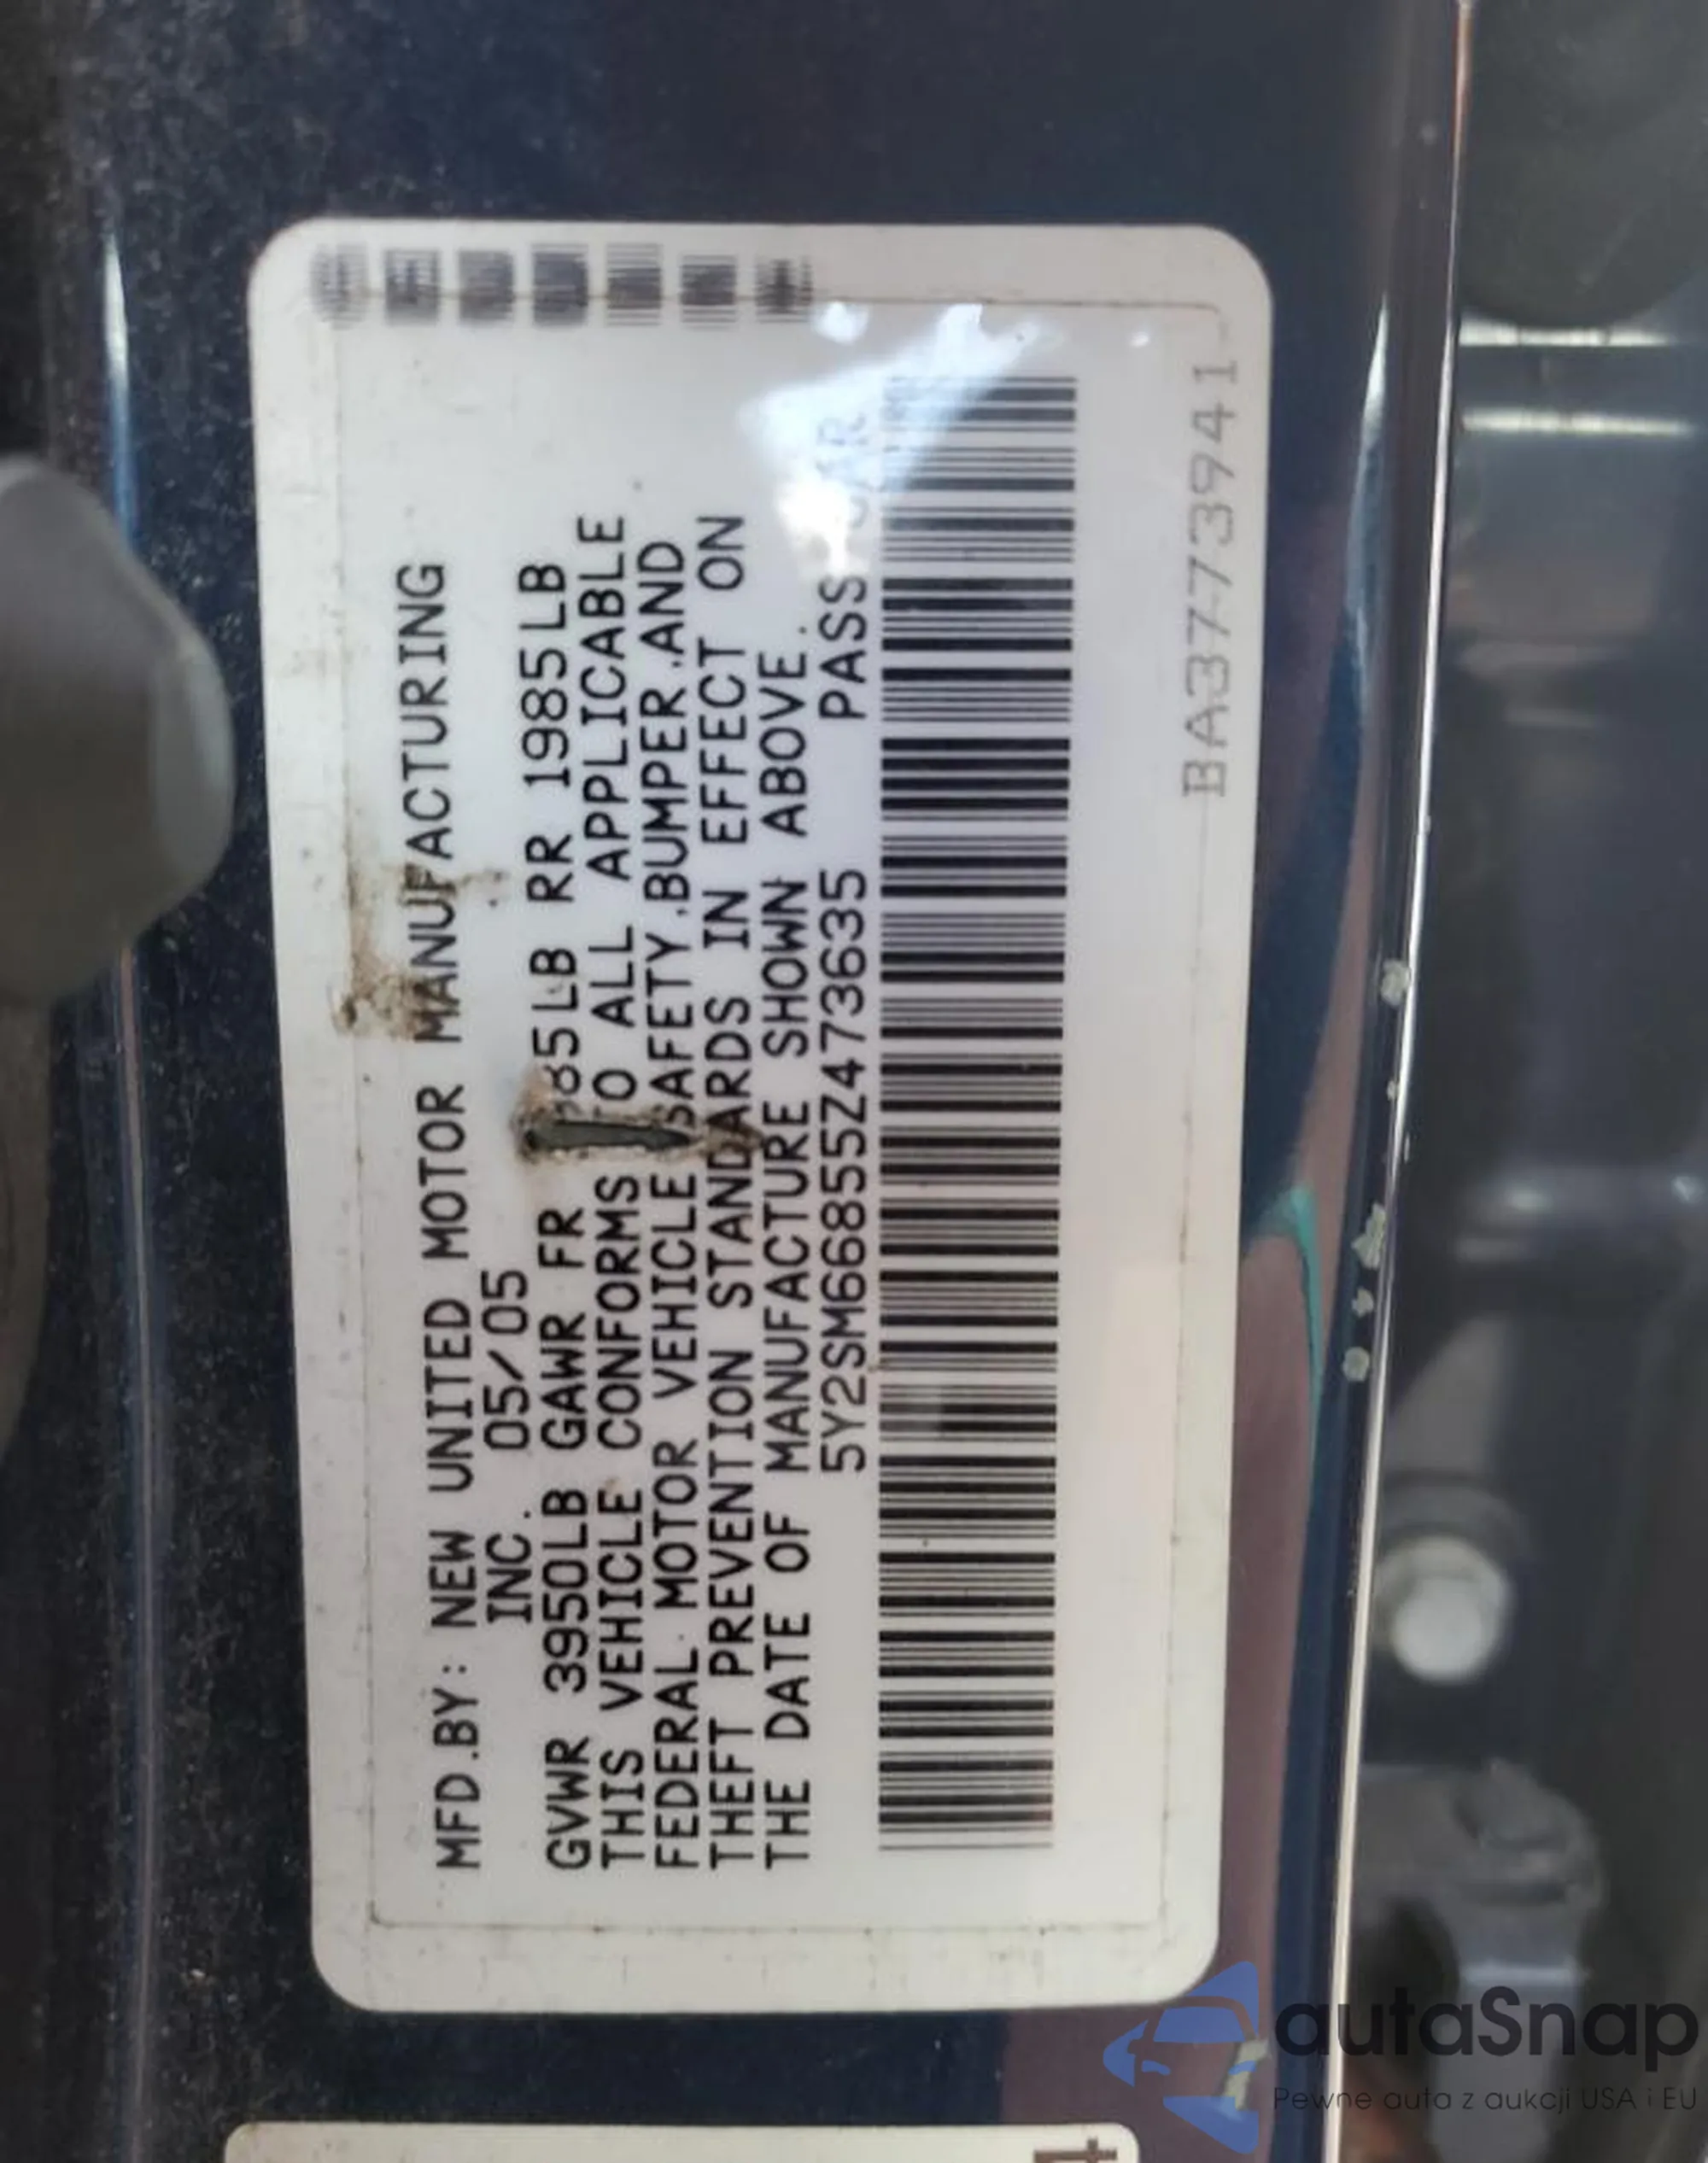 MFD.BY: NEW UNITED MOTOR MANUFACTURING
INC. 05/05
GVWR 3950LB GAWR FR 85LB RR 1985LB
THIS VEHICLE CONFORMS TO ALL APPLICABLE
FEDERAL MOTOR VEHICLE SAFETY,BUMPER,AND
THEFT PREVENTION STANDARDS IN EFFECT ON
THE DATE OF MANUFACTURE SHOWN ABOVE.
5Y2SM66855Z473635 PASS CAR
BA3773941
autaSnap
Pewne auta z aukcji USA i EU